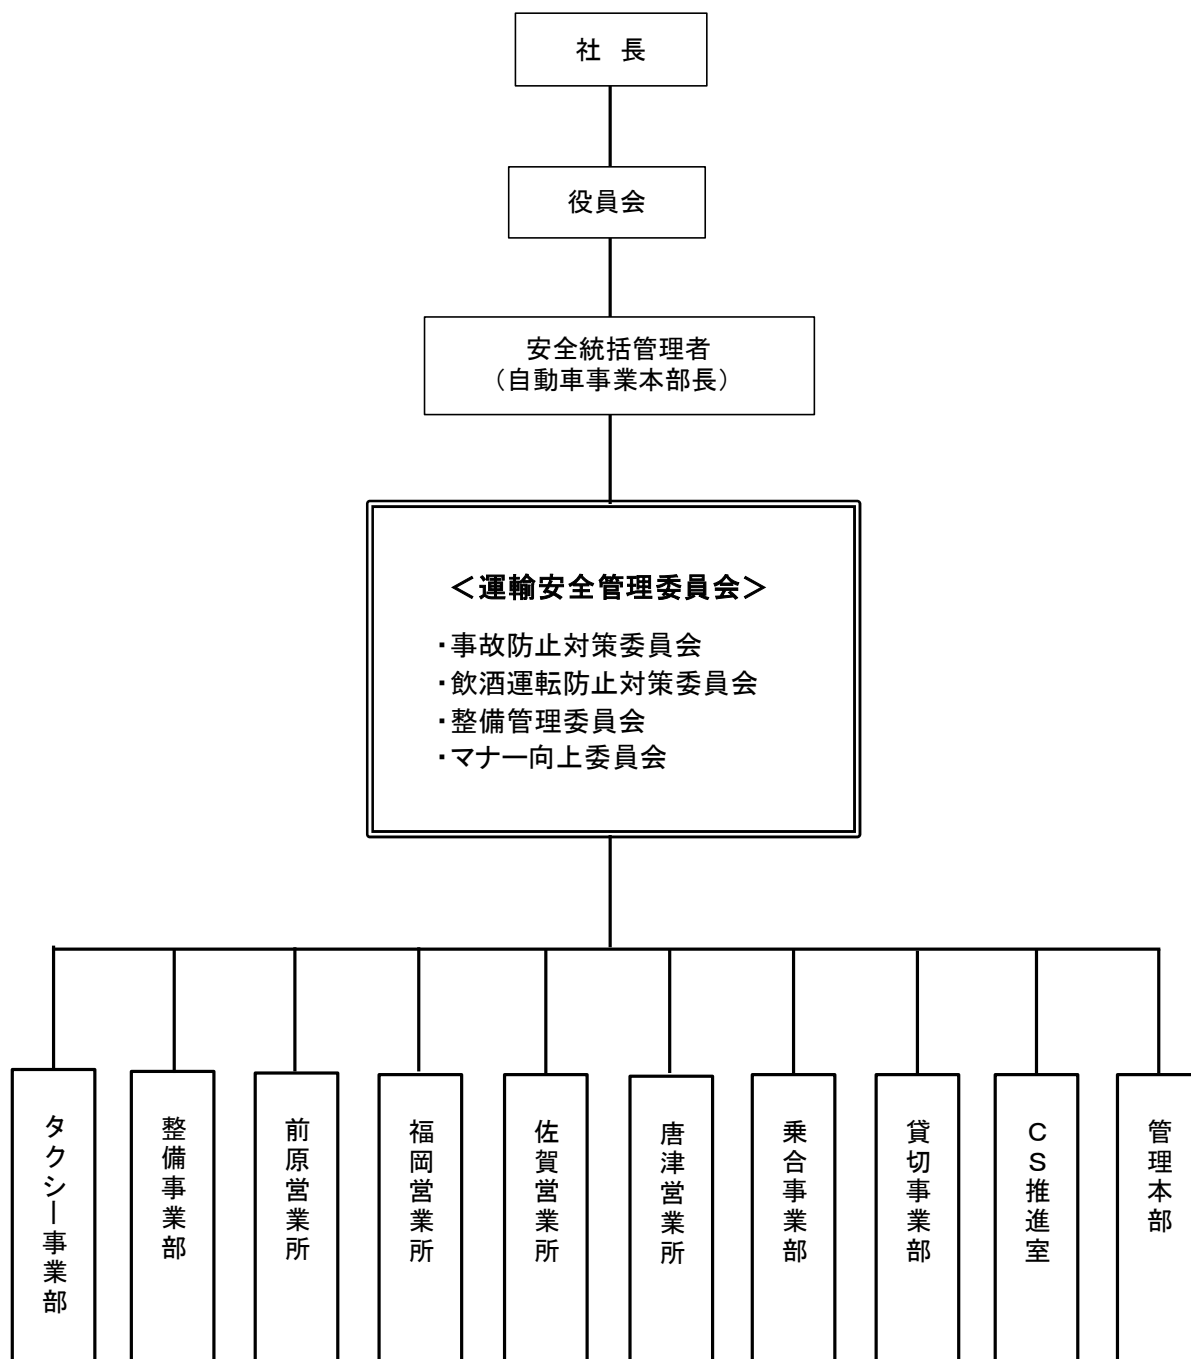 社 長
役員会
安全統括管理者
（自動車事業本部長）
＜運輸安全管理委員会＞
・事故防止対策委員会
・飲酒運転防止対策委員会
・整備管理委員会
・マナー向上委員会
タクシー事業部
整備事業部
前原営業所
福岡営業所
佐賀営業所
唐津営業所
乗合事業部
貸切事業部
CS推進室
管理本部